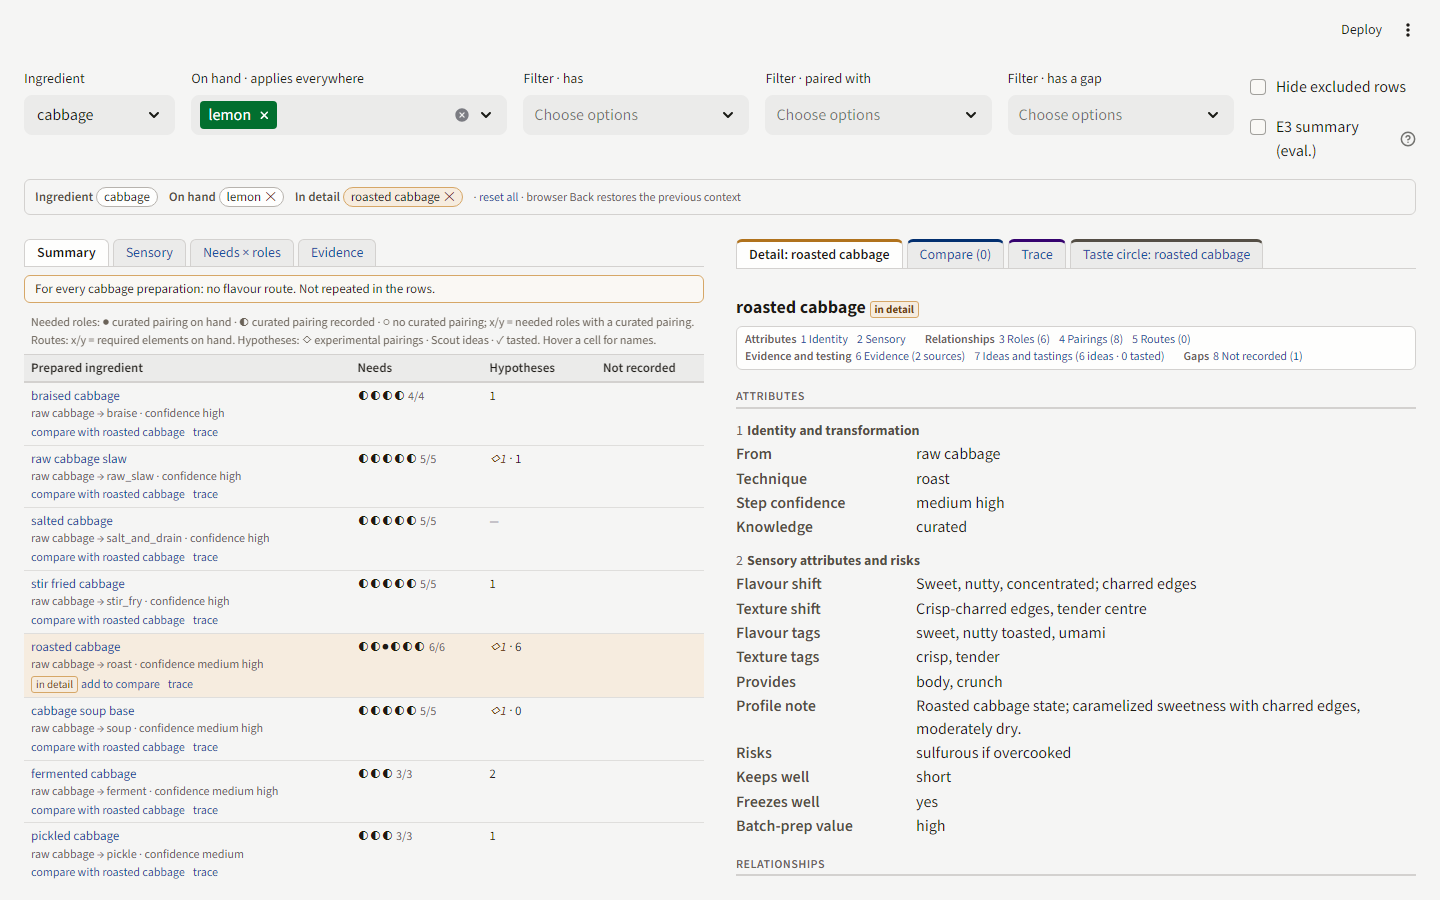 Deploy
Ingredient
On hand · applies everywhere
Filter · has
Filter · paired with
Filter · has a gap
cabbage
lemon ×
Choose options
Choose options
Choose options
Hide excluded rows
E3 summary
(eval.)
Ingredient cabbage On hand lemon × In detail roasted cabbage × · reset all · browser Back restores the previous context
Summary Sensory Needs × roles Evidence
For every cabbage preparation: no flavour route. Not repeated in the rows.
Needed roles: ● curated pairing on hand · ◐ curated pairing recorded · ○ no curated pairing; x/y = needed roles with a curated pairing.
Routes: x/y = required elements on hand. Hypotheses: ◇ experimental pairings · Scout ideas · ✓ tasted. Hover a cell for names.
Prepared ingredient Needs Hypotheses Not recorded
braised cabbage ◐◐◐◐ 4/4 1
raw cabbage → braise · confidence high
compare with roasted cabbage trace
raw cabbage slaw ◐◐◐◐◐ 5/5 ◇1 · 1
raw cabbage → raw_slaw · confidence high
compare with roasted cabbage trace
salted cabbage ◐◐◐◐◐ 5/5 —
raw cabbage → salt_and_drain · confidence high
compare with roasted cabbage trace
stir fried cabbage ◐◐◐◐◐ 5/5 1
raw cabbage → stir_fry · confidence high
compare with roasted cabbage trace
roasted cabbage ◐◐●◐◐◐ 6/6 ◇1 · 6
raw cabbage → roast · confidence medium high
in detail add to compare trace
cabbage soup base ◐◐◐◐◐ 5/5 ◇1 · 0
raw cabbage → soup · confidence medium high
compare with roasted cabbage trace
fermented cabbage ◐◐◐ 3/3 2
raw cabbage → ferment · confidence medium high
compare with roasted cabbage trace
pickled cabbage ◐◐◐ 3/3 1
raw cabbage → pickle · confidence medium
compare with roasted cabbage trace
Detail: roasted cabbage Compare (0) Trace Taste circle: roasted cabbage
roasted cabbage in detail
Attributes 1 Identity 2 Sensory Relationships 3 Roles (6) 4 Pairings (8) 5 Routes (0)
Evidence and testing 6 Evidence (2 sources) 7 Ideas and tastings (6 ideas · 0 tasted) Gaps 8 Not recorded (1)
ATTRIBUTES
1 Identity and transformation
From raw cabbage
Technique roast
Step confidence medium high
Knowledge curated
2 Sensory attributes and risks
Flavour shift Sweet, nutty, concentrated; charred edges
Texture shift Crisp-charred edges, tender centre
Flavour tags sweet, nutty toasted, umami
Texture tags crisp, tender
Provides body, crunch
Profile note Roasted cabbage state; caramelized sweetness with charred edges,
moderately dry.
Risks sulfurous if overcooked
Keeps well short
Freezes well yes
Batch-prep value high
RELATIONSHIPS